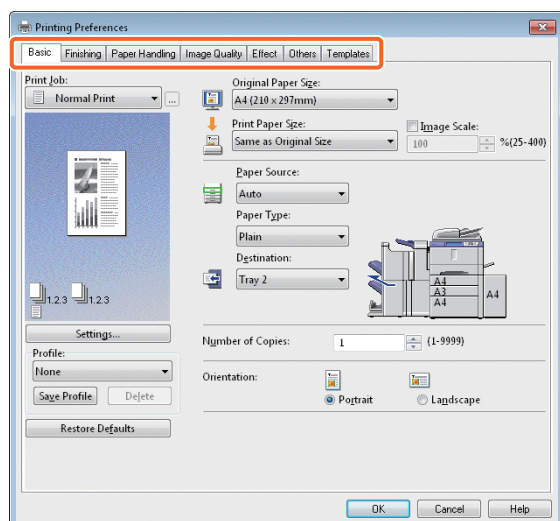 Printing Preferences
Basic Finishing Paper Handling Image Quality Effect Others Templates
Print Job:
Normal Print
...
1.2.3 1.2.3
Settings...
Profile:
None
Save Profile Delete
Restore Defaults
Original Paper Size:
A4 (210 x 297mm)
Print Paper Size:
Same as Original Size
Image Scale:
100 %(25-400)
Paper Source:
Auto
Paper Type:
Plain
Destination:
Tray 2
A4
A3
A4
A4
Number of Copies: 1 (1-9999)
Orientation:
Portrait Landscape
OK Cancel Help